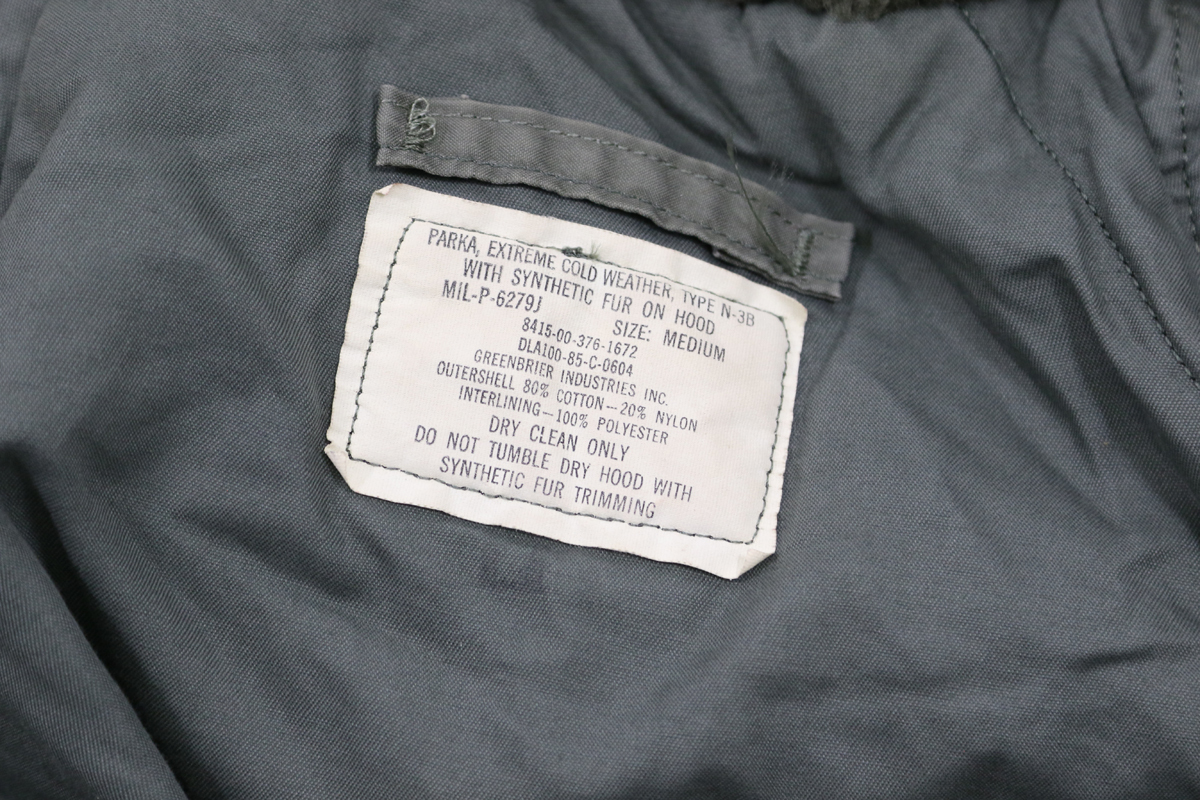 PARKA, EXTREME COLD WEATHER, TYPE N-3B
WITH SYNTHETIC FUR ON HOOD
MIL-P-6279J SIZE: MEDIUM
8415-00-376-1672
DLA100-85-C-0604
GREENBRIER INDUSTRIES INC.
OUTERSHELL 80% COTTON—20% NYLON
INTERLINING—100% POLYESTER
DRY CLEAN ONLY
DO NOT TUMBLE DRY HOOD WITH
SYNTHETIC FUR TRIMMING